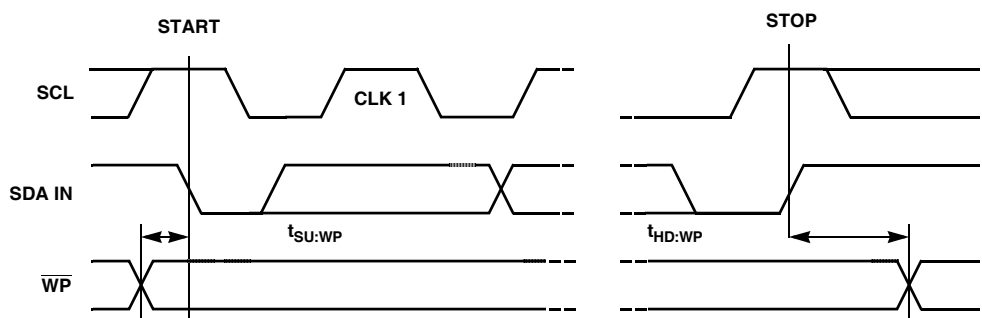 START
STOP
SCL
CLK 1
SDA IN
tSU:WP
tHD:WP
WP